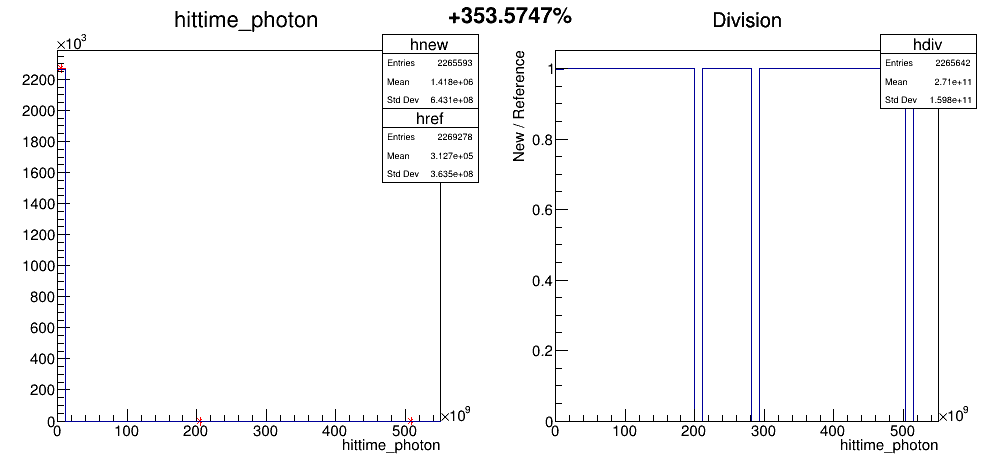 +353.5747%
hittime_photon
×10³
hnew
Entries 2265593
Mean 1.418e+06
Std Dev 6.431e+08
href
Entries 2269278
Mean 3.127e+05
Std Dev 3.635e+08
2200
2000
1800
1600
1400
1200
1000
800
600
400
200
0
0 100 200 300 400 500
×10⁹
hittime_photon
Division
hdiv
Entries 2265642
Mean 2.71e+11
Std Dev 1.598e+11
New / Reference
1
0.8
0.6
0.4
0.2
0
0 100 200 300 400 500
×10⁹
hittime_photon